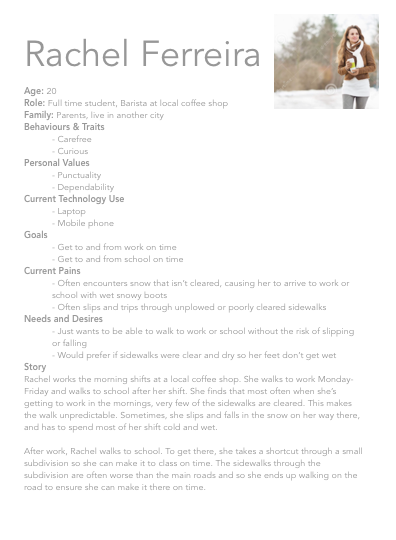 Rachel Ferreira
Age: 20
Role: Full time student, Barista at local coffee shop
Family: Parents, live in another city
Behaviours & Traits
- Carefree
- Curious
Personal Values
- Punctuality
- Dependability
Current Technology Use
- Laptop
- Mobile phone
Goals
- Get to and from work on time
- Get to and from school on time
Current Pains
- Often encounters snow that isn't cleared, causing her to arrive to work or
school with wet snowy boots
- Often slips and trips through unplowed or poorly cleared sidewalks
Needs and Desires
- Just wants to be able to walk to work or school without the risk of slipping
or falling
- Would prefer if sidewalks were clear and dry so her feet don't get wet
Story
Rachel works the morning shifts at a local coffee shop. She walks to work Monday-
Friday and walks to school after her shift. She finds that most often when she's
getting to work in the mornings, very few of the sidewalks are cleared. This makes
the walk unpredictable. Sometimes, she slips and falls in the snow on her way there,
and has to spend most of her shift cold and wet.
After work, Rachel walks to school. To get there, she takes a shortcut through a small
subdivision so she can make it to class on time. The sidewalks through the
subdivision are often worse than the main roads and so she ends up walking on the
road to ensure she can make it there on time.